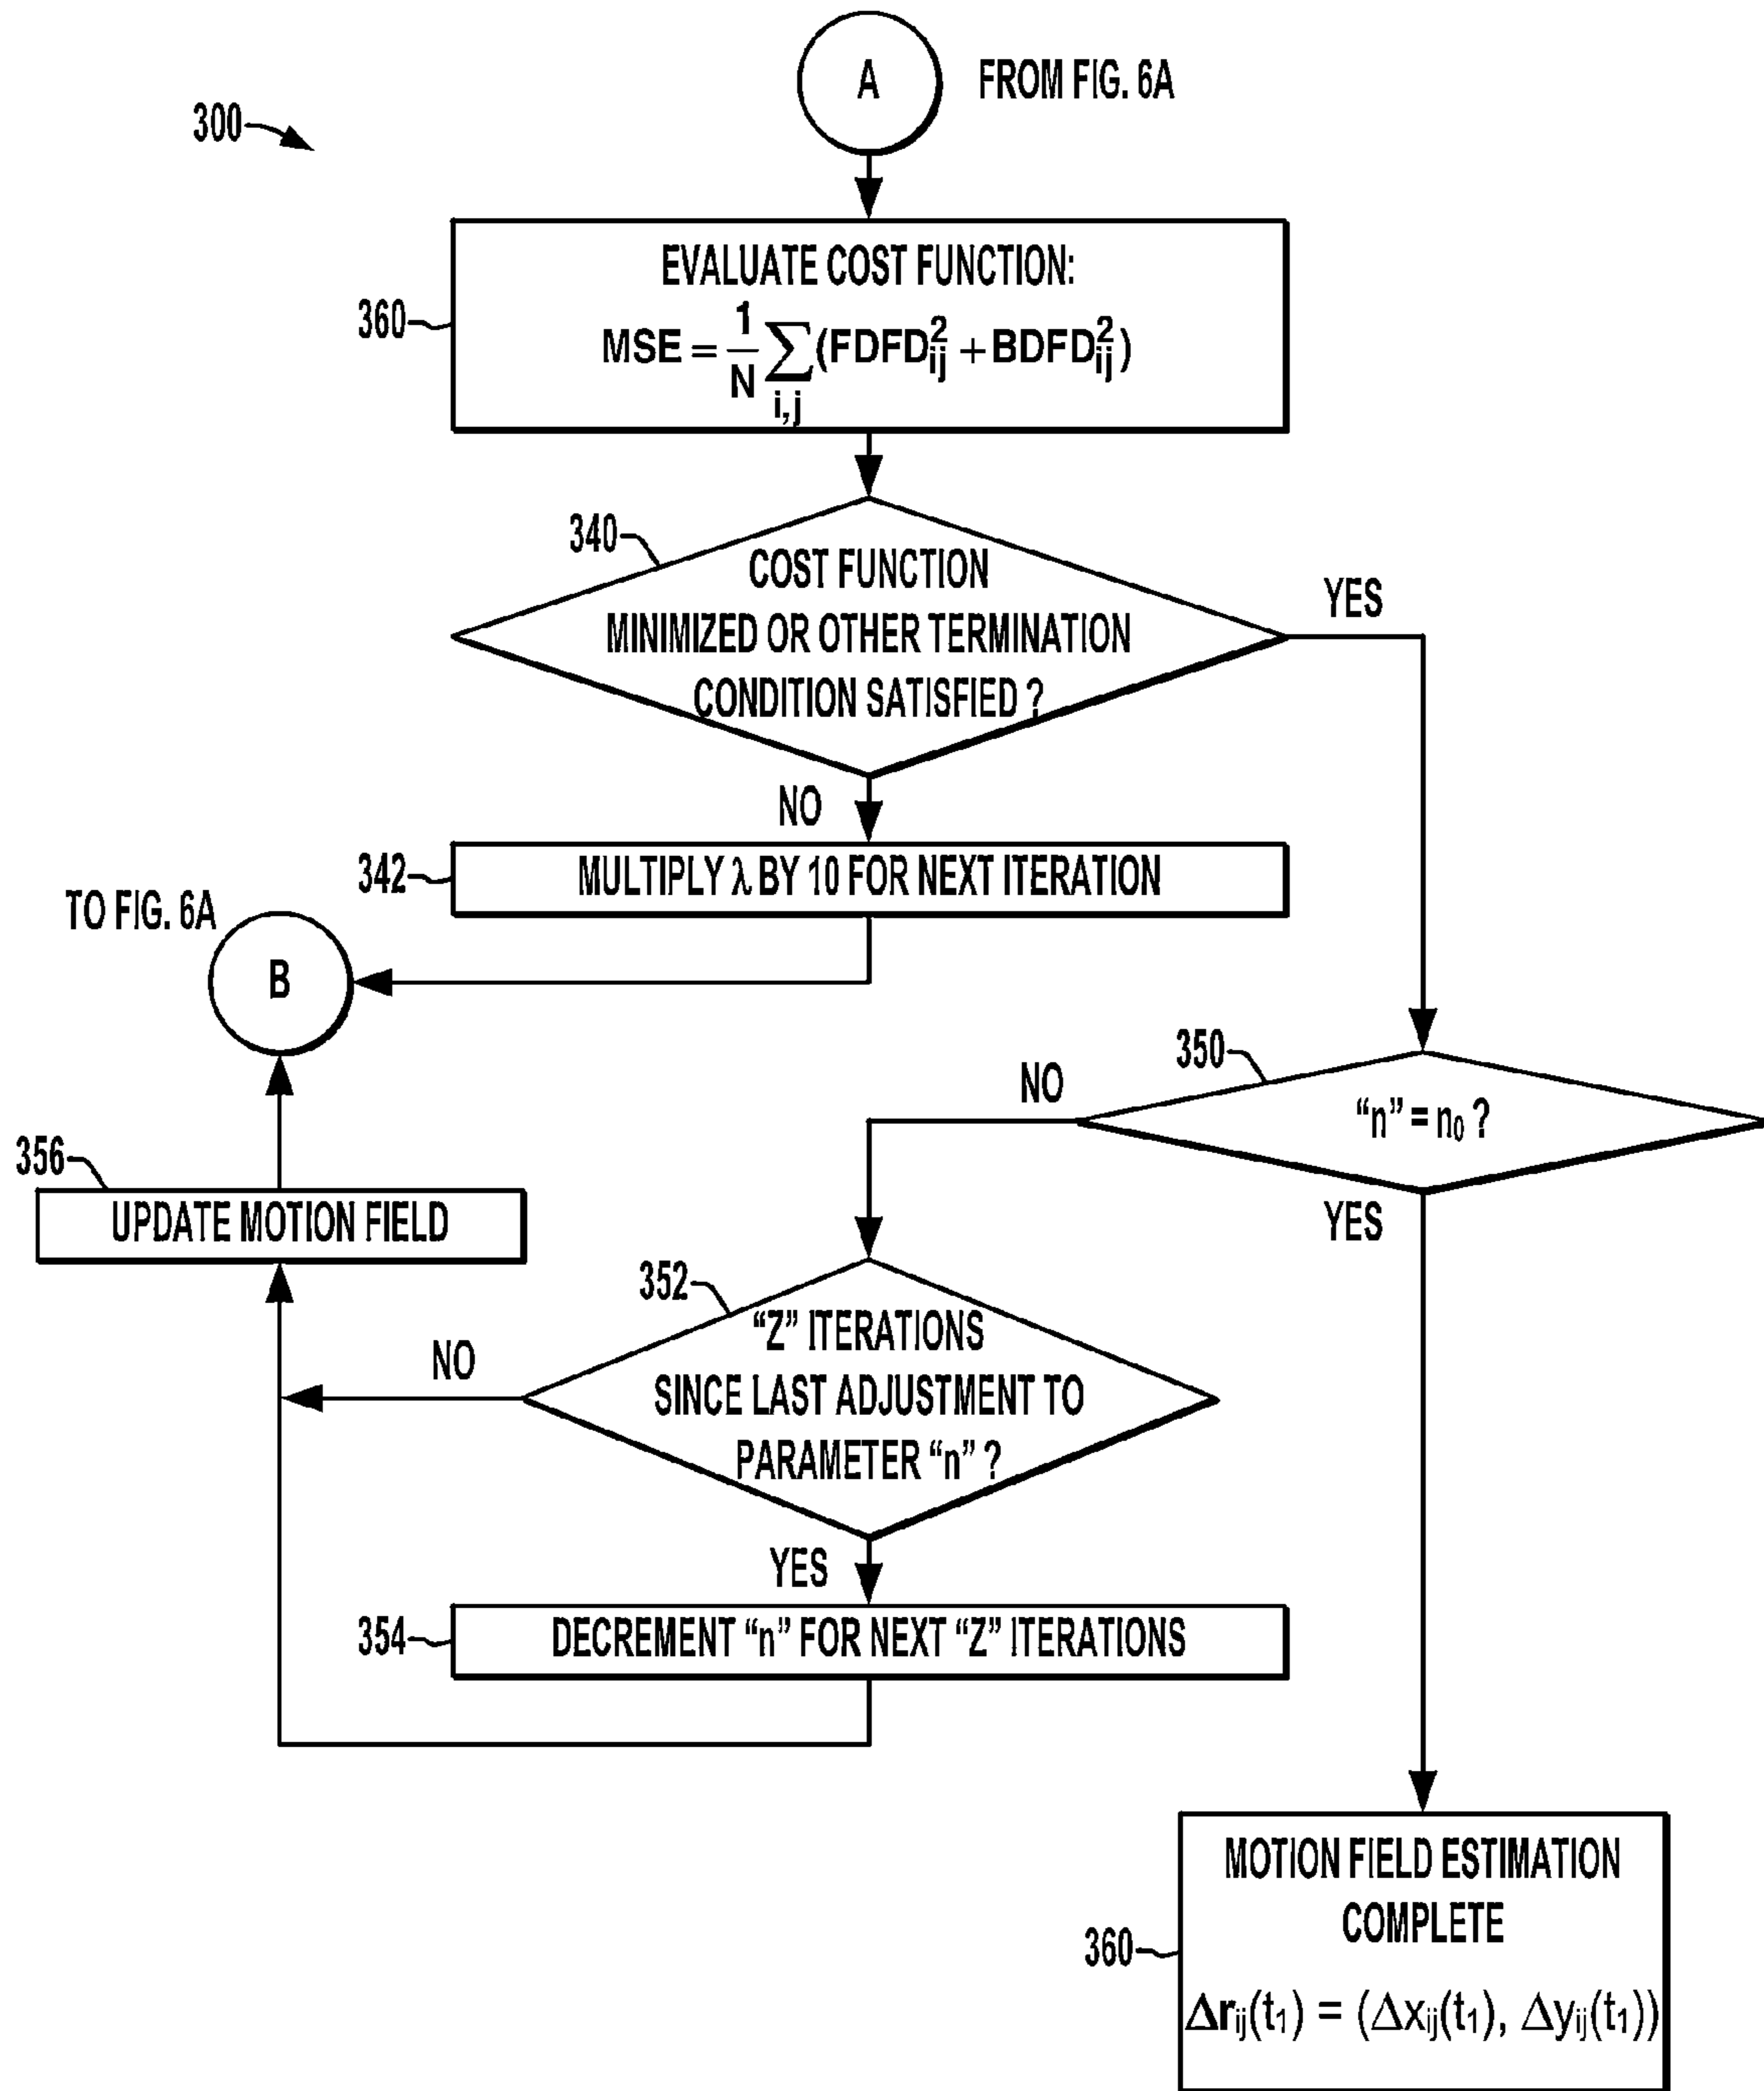 A
FROM FIG. 6A
300
360
EVALUATE COST FUNCTION:
MSE = 1/N ∑i,j (FDFD²ij + BDFD²ij)
340
COST FUNCTION
MINIMIZED OR OTHER TERMINATION
CONDITION SATISFIED ?
YES
NO
342
MULTIPLY λ BY 10 FOR NEXT ITERATION
TO FIG. 6A
B
350
"n" = n₀ ?
NO
YES
356
UPDATE MOTION FIELD
352
"Z" ITERATIONS
SINCE LAST ADJUSTMENT TO
PARAMETER "n" ?
NO
YES
354
DECREMENT "n" FOR NEXT "Z" ITERATIONS
MOTION FIELD ESTIMATION
COMPLETE
360
Δrij(t₁) = (Δxij(t₁), Δyij(t₁))